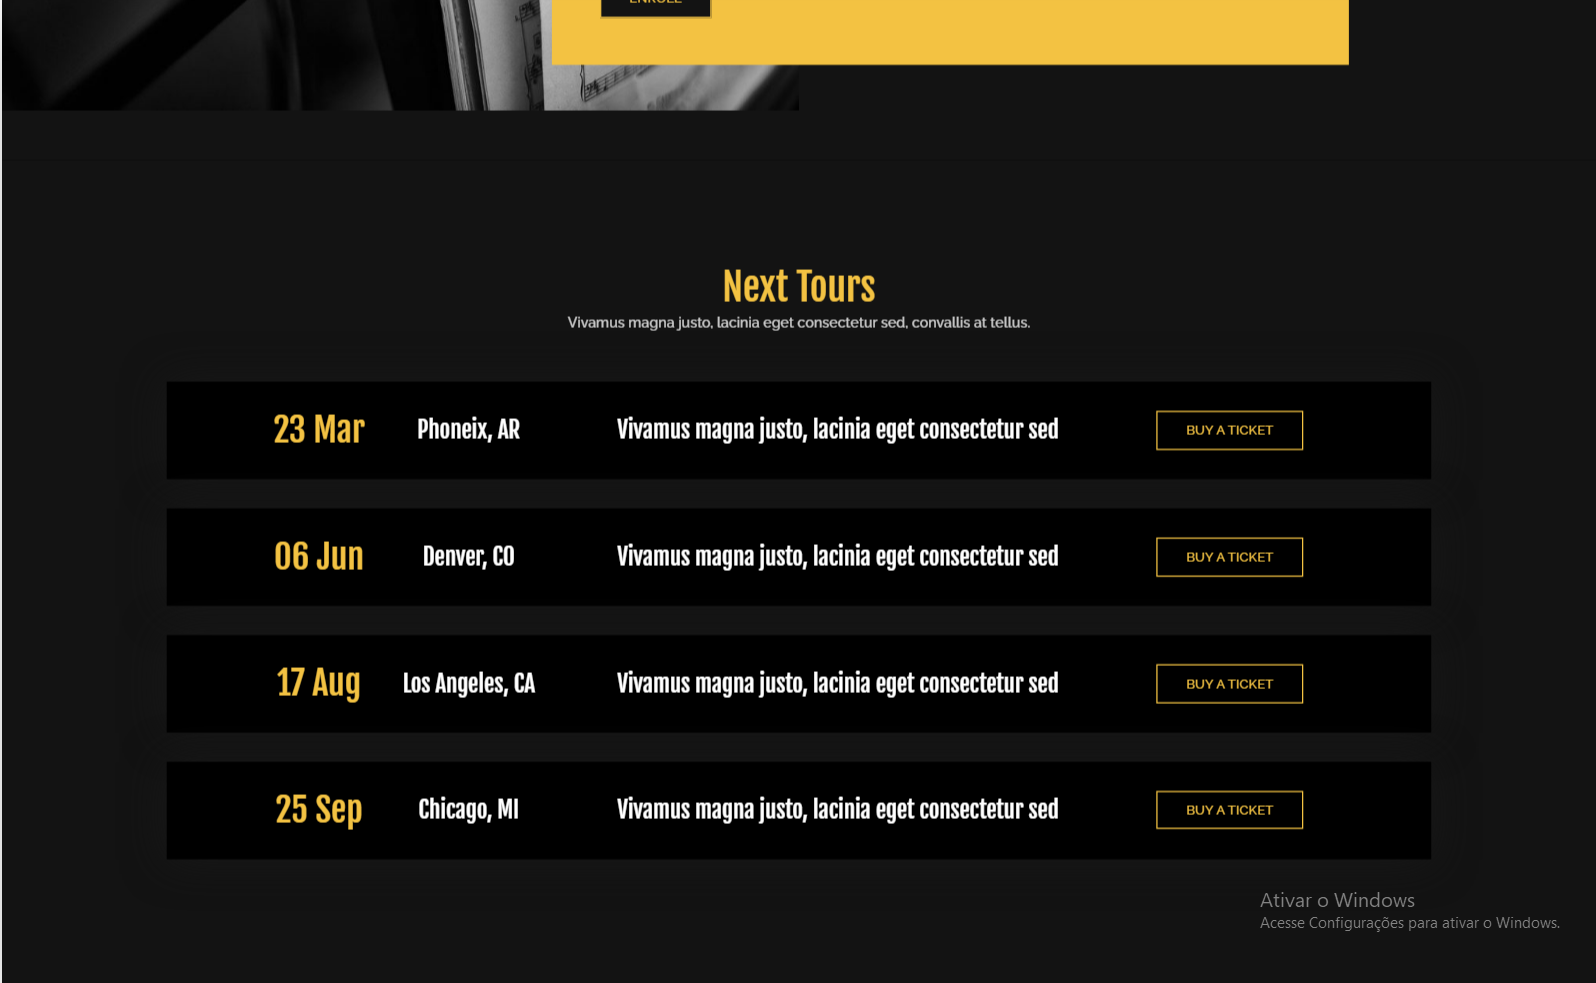 ENROLL
Next Tours
Vivamus magna justo, lacinia eget consectetur sed, convallis at tellus.
23 Mar
Phoneix, AR
Vivamus magna justo, lacinia eget consectetur sed
BUY A TICKET
06 Jun
Denver, CO
Vivamus magna justo, lacinia eget consectetur sed
BUY A TICKET
17 Aug
Los Angeles, CA
Vivamus magna justo, lacinia eget consectetur sed
BUY A TICKET
25 Sep
Chicago, MI
Vivamus magna justo, lacinia eget consectetur sed
BUY A TICKET
Ativar o Windows
Acesse Configurações para ativar o Windows.